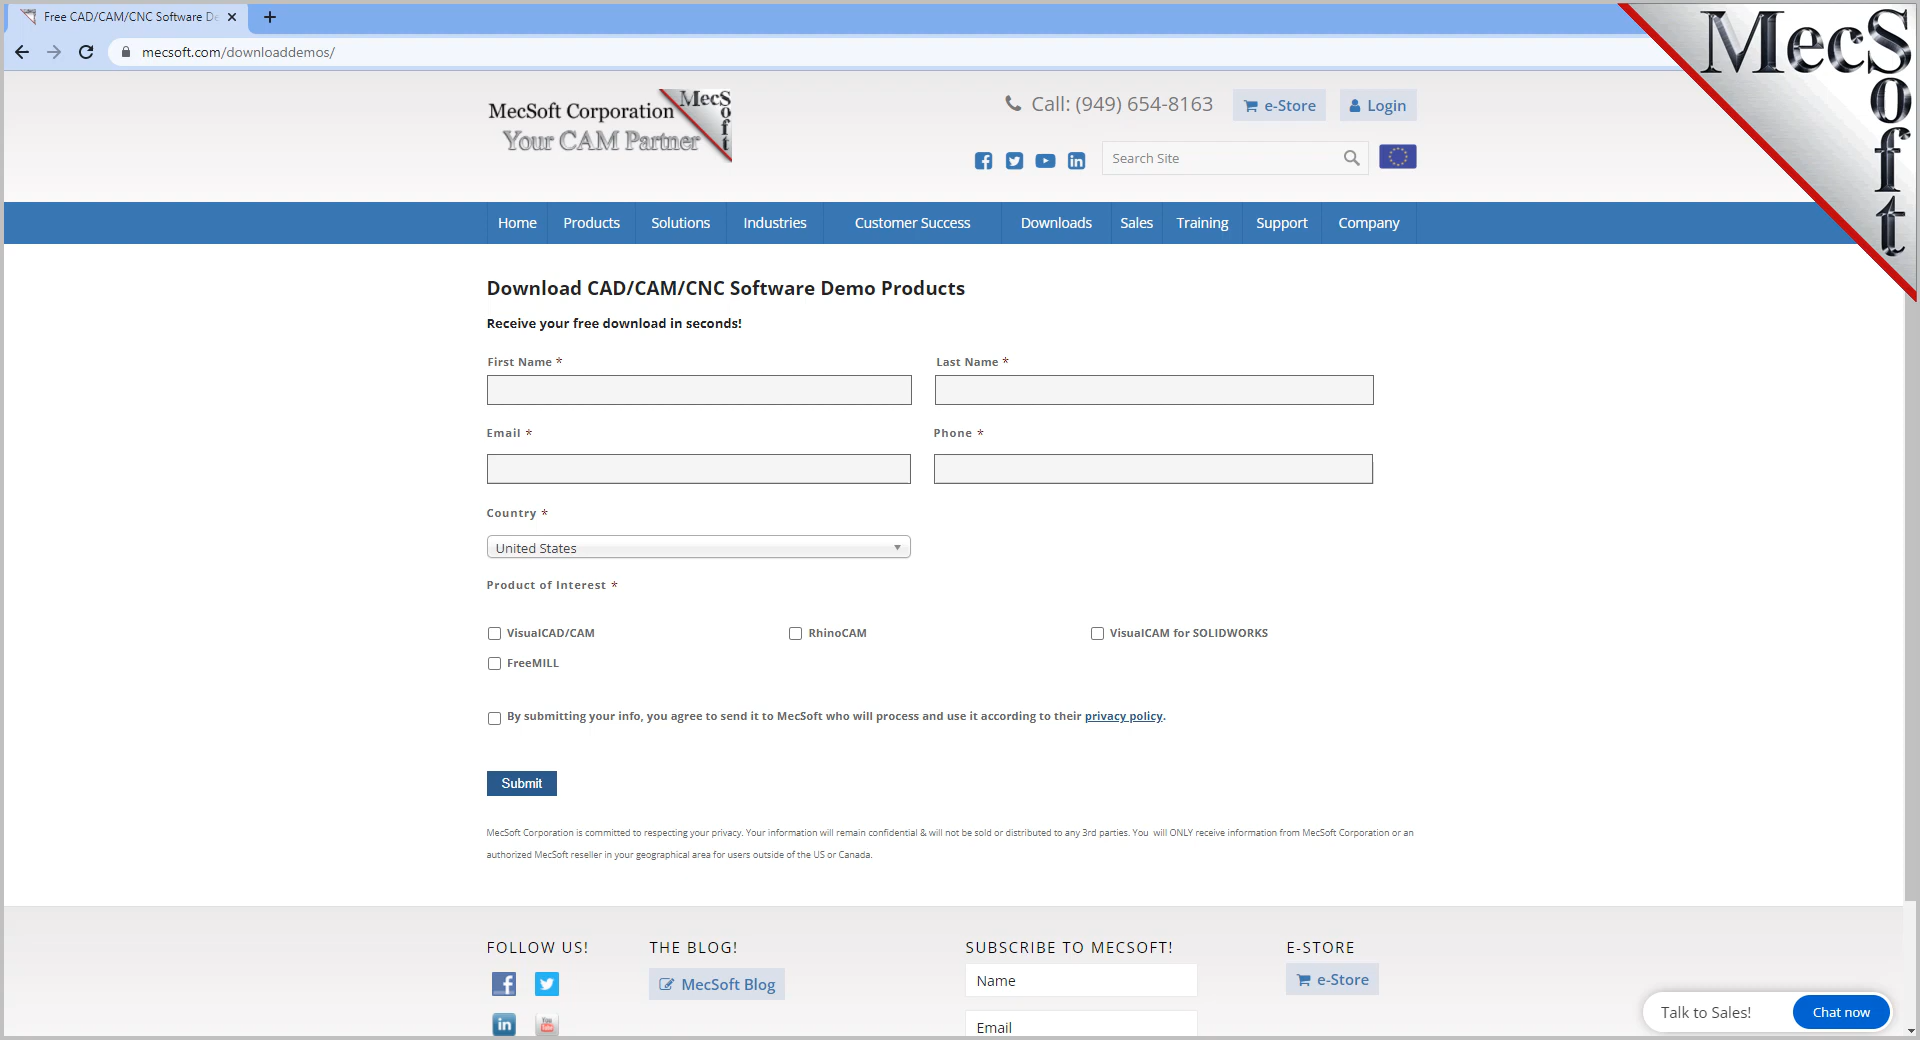 Free CAD/CAM/CNC Software De
mecsoft.com/downloaddemos/
MecSoft
MecSoft Corporation
Your CAM Partner
MecSoft
Call: (949) 654-8163
e-Store
Login
Search Site
Home
Products
Solutions
Industries
Customer Success
Downloads
Sales
Training
Support
Company
Download CAD/CAM/CNC Software Demo Products
Receive your free download in seconds!
First Name *
Last Name *
Email *
Phone *
Country *
United States
Product of Interest *
VisualCAD/CAM
RhinoCAM
VisualCAM for SOLIDWORKS
FreeMILL
By submitting your info, you agree to send it to MecSoft who will process and use it according to their privacy policy.
Submit
MecSoft Corporation is committed to respecting your privacy. Your information will remain confidential & will not be sold or distributed to any 3rd parties. You will ONLY receive information from MecSoft Corporation or an
authorized MecSoft reseller in your geographical area for users outside of the US or Canada.
FOLLOW US!
THE BLOG!
MecSoft Blog
SUBSCRIBE TO MECSOFT!
Name
Email
E-STORE
e-Store
Talk to Sales!
Chat now